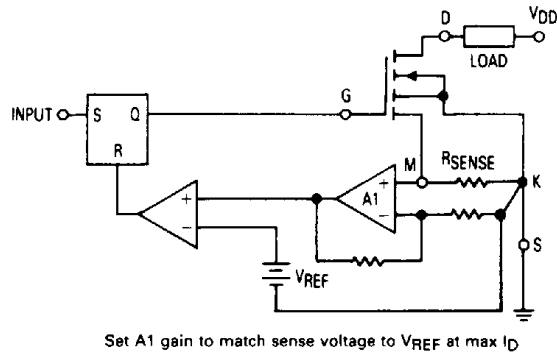 D
VDD
LOAD
INPUT
S
Q
R
G
M
RSENSE
K
+
A1
−
+
−
S
VREF
Set A1 gain to match sense voltage to VREF at max ID